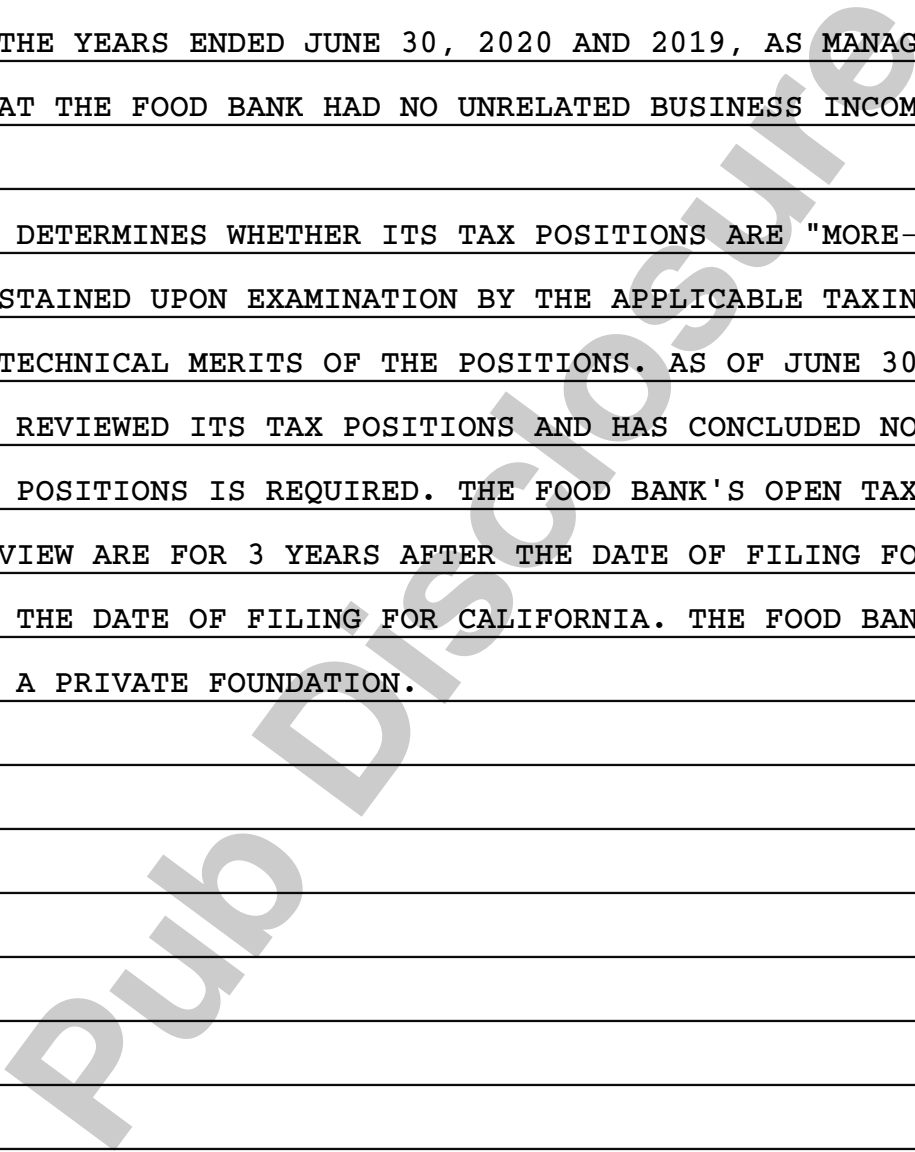 THE YEARS ENDED JUNE 30, 2020 AND 2019, AS MANAG
AT THE FOOD BANK HAD NO UNRELATED BUSINESS INCOM
DETERMINES WHETHER ITS TAX POSITIONS ARE "MORE-
STAINED UPON EXAMINATION BY THE APPLICABLE TAXIN
TECHNICAL MERITS OF THE POSITIONS. AS OF JUNE 30
REVIEWED ITS TAX POSITIONS AND HAS CONCLUDED NO
POSITIONS IS REQUIRED. THE FOOD BANK'S OPEN TAX
VIEW ARE FOR 3 YEARS AFTER THE DATE OF FILING FO
THE DATE OF FILING FOR CALIFORNIA. THE FOOD BAN
A PRIVATE FOUNDATION.
Pub Disclosure